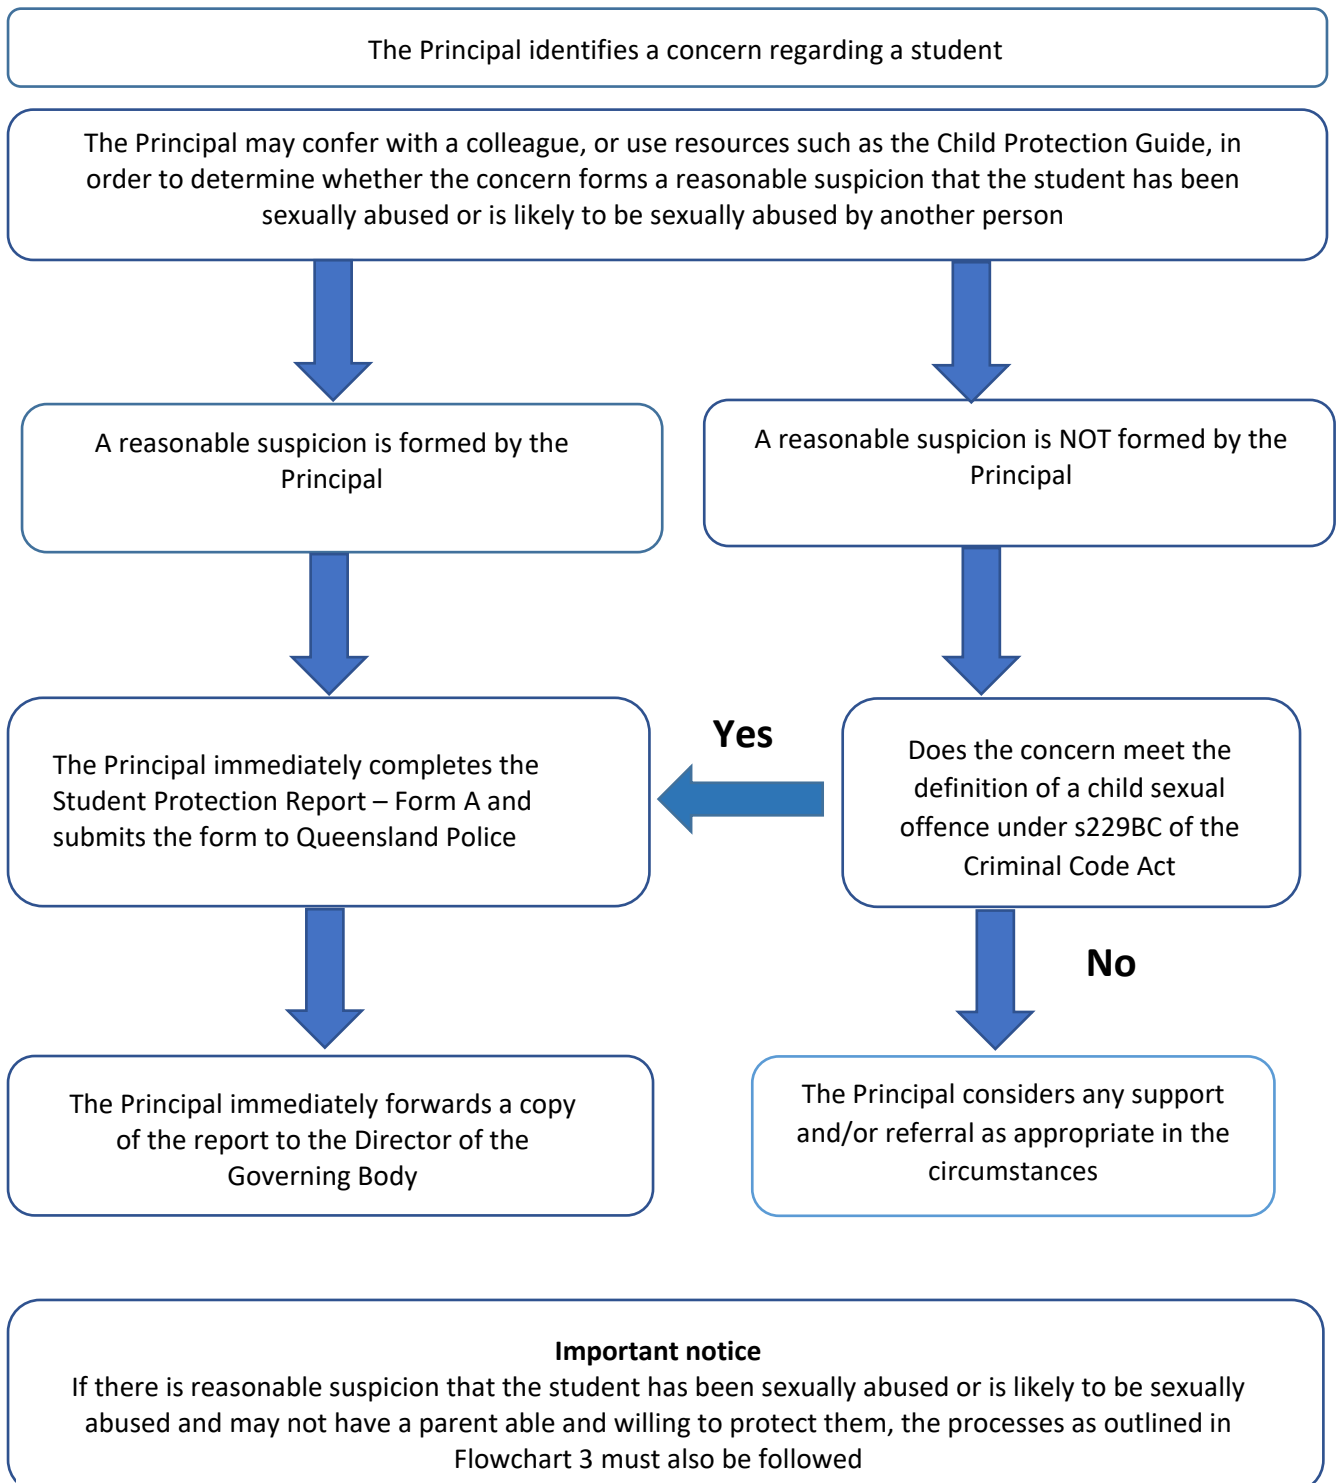 The Principal identifies a concern regarding a student
The Principal may confer with a colleague, or use resources such as the Child Protection Guide, in
order to determine whether the concern forms a reasonable suspicion that the student has been
sexually abused or is likely to be sexually abused by another person
A reasonable suspicion is formed by the
Principal
A reasonable suspicion is NOT formed by the
Principal
The Principal immediately completes the
Student Protection Report – Form A and
submits the form to Queensland Police
Yes
Does the concern meet the
definition of a child sexual
offence under s229BC of the
Criminal Code Act
No
The Principal immediately forwards a copy
of the report to the Director of the
Governing Body
The Principal considers any support
and/or referral as appropriate in the
circumstances
Important notice
If there is reasonable suspicion that the student has been sexually abused or is likely to be sexually
abused and may not have a parent able and willing to protect them, the processes as outlined in
Flowchart 3 must also be followed